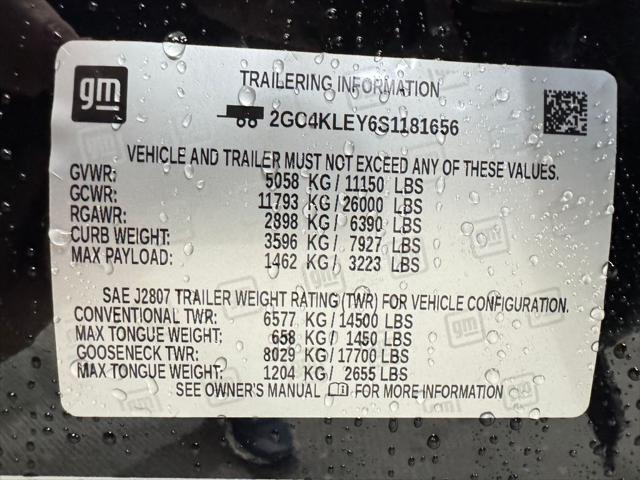 gm
TRAILERING INFORMATION
2GC4KLEY6S1181656
VEHICLE AND TRAILER MUST NOT EXCEED ANY OF THESE VALUES.
GVWR: 5058 KG / 11150 LBS
GCWR: 11793 KG / 26000 LBS
RGAWR: 2898 KG / 6390 LBS
CURB WEIGHT: 3596 KG / 7927 LBS
MAX PAYLOAD: 1462 KG / 3223 LBS
SAE J2807 TRAILER WEIGHT RATING (TWR) FOR VEHICLE CONFIGURATION.
CONVENTIONAL TWR: 6577 KG / 14500 LBS
MAX TONGUE WEIGHT: 658 KG / 1450 LBS
GOOSENECK TWR: 8029 KG / 17700 LBS
MAX TONGUE WEIGHT: 1204 KG / 2655 LBS
SEE OWNER'S MANUAL FOR MORE INFORMATION